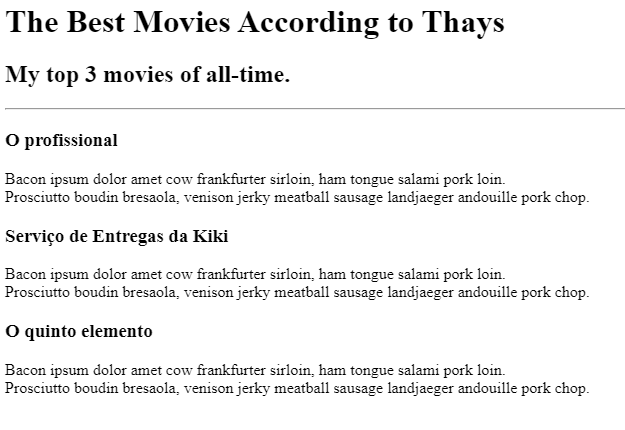 The Best Movies According to Thays
My top 3 movies of all-time.
O profissional
Bacon ipsum dolor amet cow frankfurter sirloin, ham tongue salami pork loin.
Prosciutto boudin bresaola, venison jerky meatball sausage landjaeger andouille pork chop.
Serviço de Entregas da Kiki
Bacon ipsum dolor amet cow frankfurter sirloin, ham tongue salami pork loin.
Prosciutto boudin bresaola, venison jerky meatball sausage landjaeger andouille pork chop.
O quinto elemento
Bacon ipsum dolor amet cow frankfurter sirloin, ham tongue salami pork loin.
Prosciutto boudin bresaola, venison jerky meatball sausage landjaeger andouille pork chop.